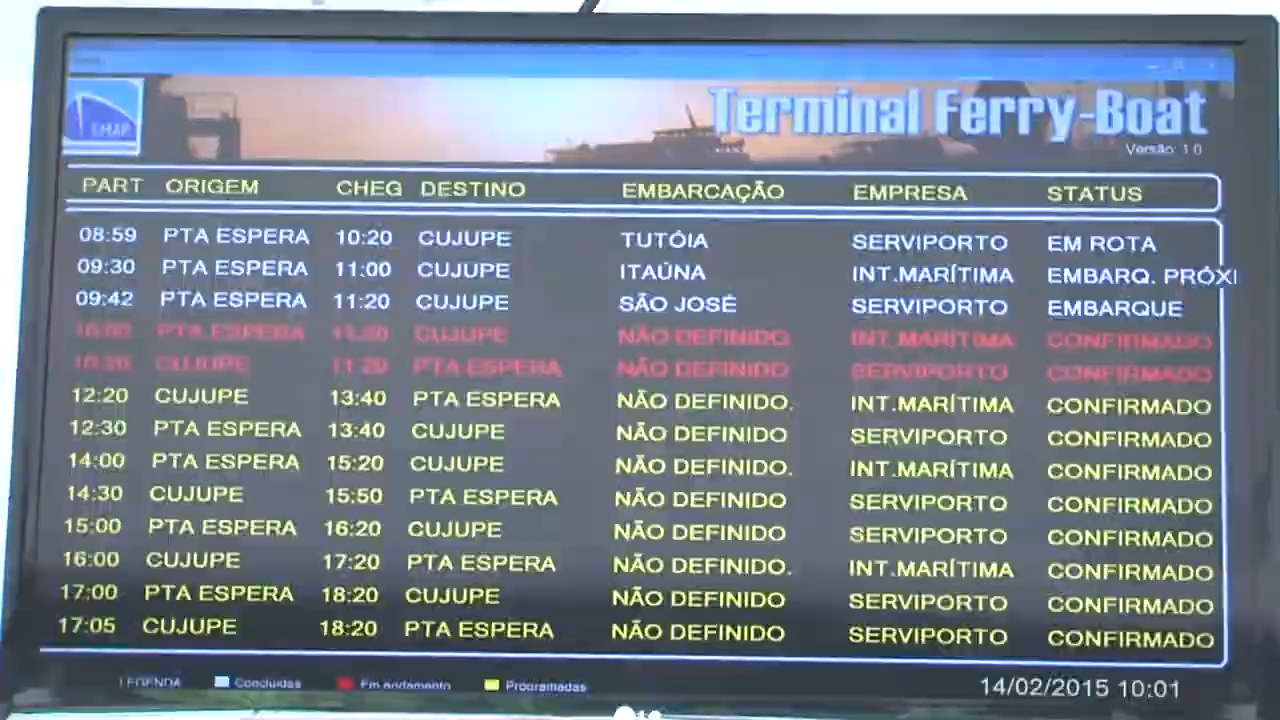 EMAP
Terminal Ferry-Boat
Versão: 1.0
PART ORIGEM CHEG DESTINO EMBARCAÇÃO EMPRESA STATUS
08:59 PTA ESPERA 10:20 CUJUPE TUTÓIA SERVIPORTO EM ROTA
09:30 PTA ESPERA 11:00 CUJUPE ITAÚNA INT.MARÍTIMA EMBARQ. PRÓXI
09:42 PTA ESPERA 11:20 CUJUPE SÃO JOSÉ SERVIPORTO EMBARQUE
PTA ESPERA CUJUPE NÃO DEFINIDO. INT.MARÍTIMA CONFIRMADO
CUJUPE PTA ESPERA NÃO DEFINIDO SERVIPORTO CONFIRMADO
12:20 CUJUPE 13:40 PTA ESPERA NÃO DEFINIDO. INT.MARÍTIMA CONFIRMADO
12:30 PTA ESPERA 13:40 CUJUPE NÃO DEFINIDO SERVIPORTO CONFIRMADO
14:00 PTA ESPERA 15:20 CUJUPE NÃO DEFINIDO. INT.MARÍTIMA CONFIRMADO
14:30 CUJUPE 15:50 PTA ESPERA NÃO DEFINIDO SERVIPORTO CONFIRMADO
15:00 PTA ESPERA 16:20 CUJUPE NÃO DEFINIDO SERVIPORTO CONFIRMADO
16:00 CUJUPE 17:20 PTA ESPERA NÃO DEFINIDO. INT.MARÍTIMA CONFIRMADO
17:00 PTA ESPERA 18:20 CUJUPE NÃO DEFINIDO SERVIPORTO CONFIRMADO
17:05 CUJUPE 18:20 PTA ESPERA NÃO DEFINIDO SERVIPORTO CONFIRMADO
LEGENDA Concluidas Em andamento Programadas 14/02/2015 10:01